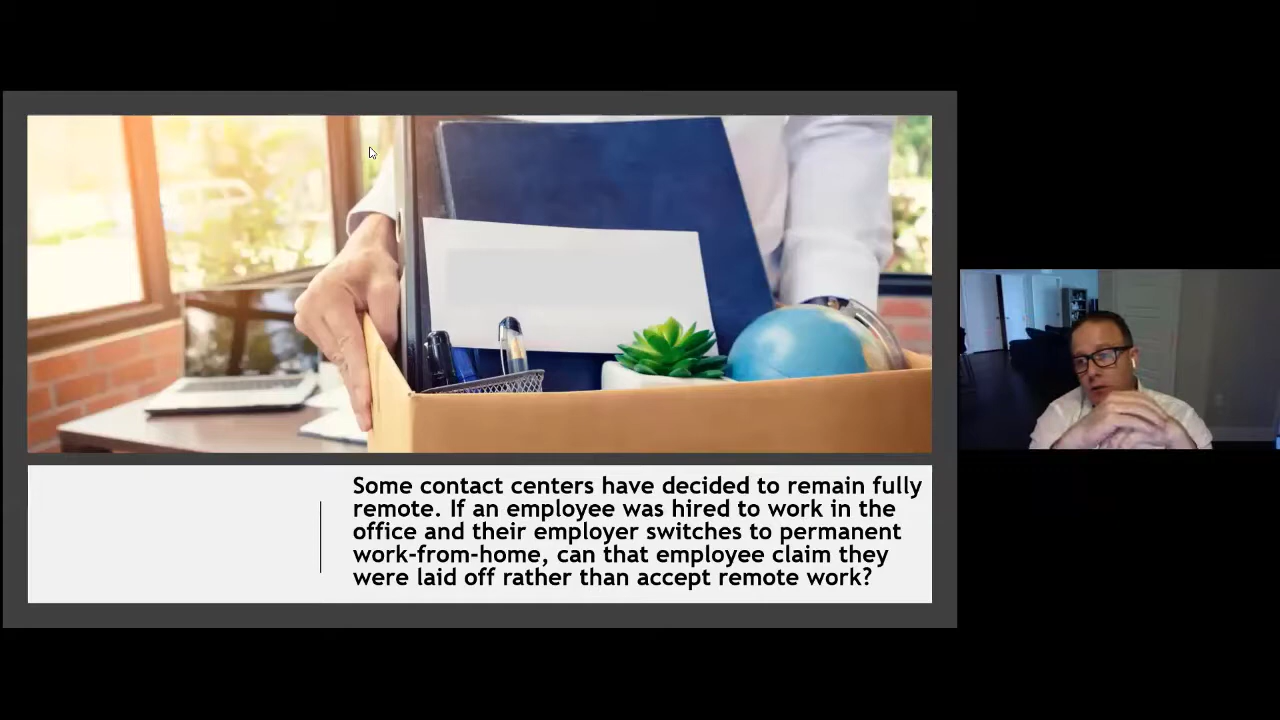 Some contact centers have decided to remain fully
remote. If an employee was hired to work in the
office and their employer switches to permanent
work-from-home, can that employee claim they
were laid off rather than accept remote work?